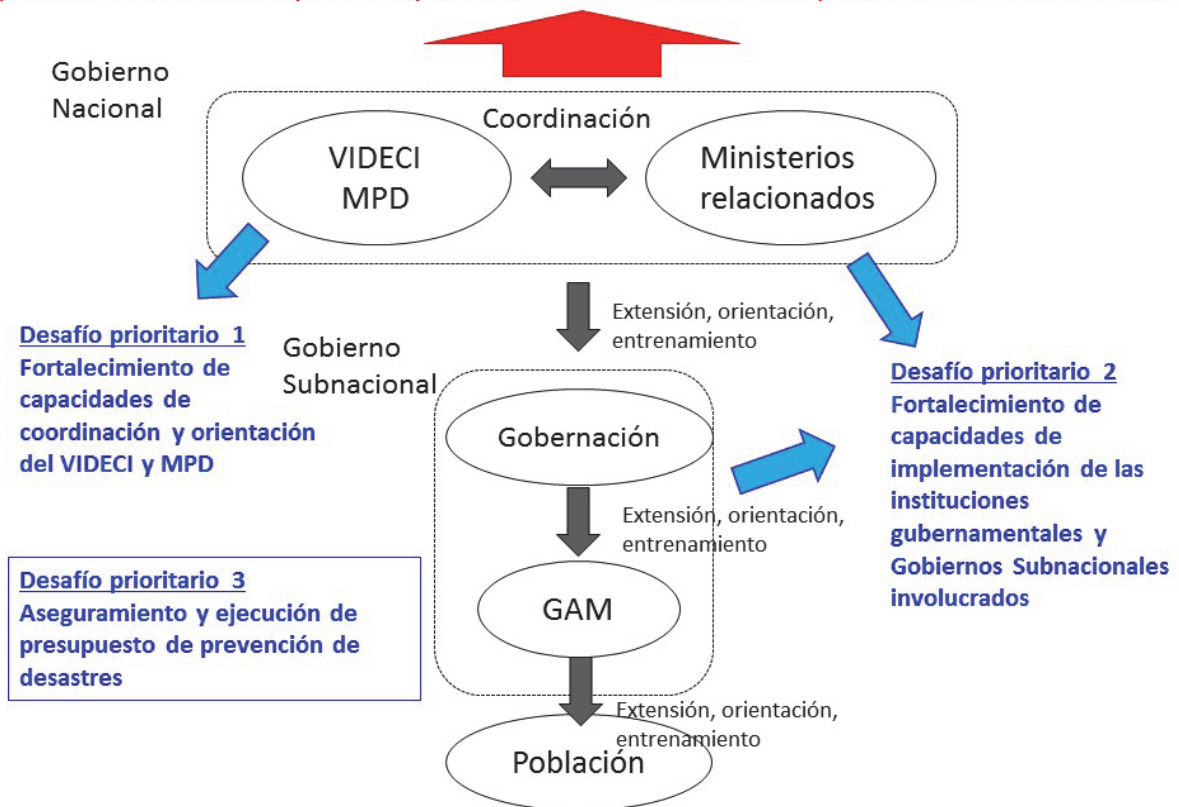 Gobierno
Nacional
Coordinación
VIDECI
MPD
Ministerios
relacionados
Extensión, orientación,
entrenamiento
Desafío prioritario 1
Fortalecimiento de
capacidades de
coordinación y orientación
del VIDECI y MPD
Gobierno
Subnacional
Gobernación
Desafío prioritario 2
Fortalecimiento de
capacidades de
implementación de las
instituciones
gubernamentales y
Gobiernos Subnacionales
involucrados
Extensión, orientación,
entrenamiento
Desafío prioritario 3
Aseguramiento y ejecución de
presupuesto de prevención de
desastres
GAM
Extensión, orientación,
entrenamiento
Población